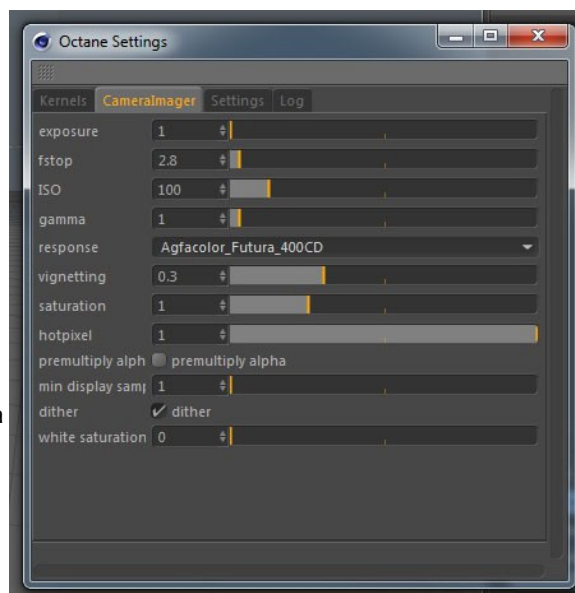 Octane Settings
Kernels CameraImager Settings Log
exposure 1
fstop 2.8
ISO 100
gamma 1
response Agfacolor_Futura_400CD
vignetting 0.3
saturation 1
hotpixel 1
premultiply alph premultiply alpha
min display samp 1
a
dither dither
white saturation 0